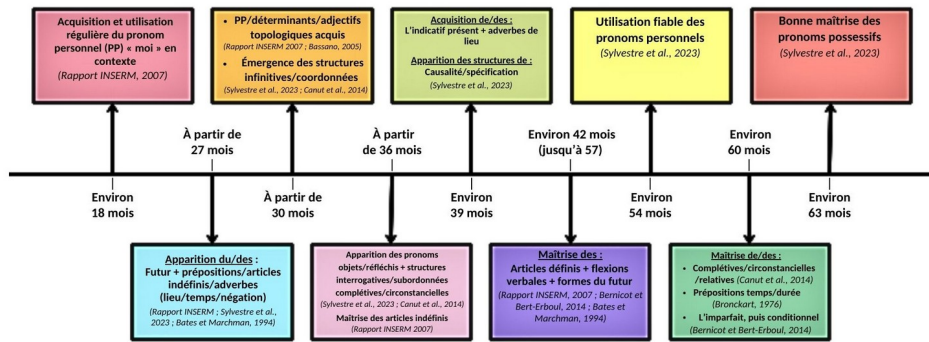 Acquisition et utilisation
régulière du pronom
personnel (PP) « moi » en
contexte
(Rapport INSERM, 2007)
• PP/déterminants/adjectifs
topologiques acquis
(Rapport INSERM 2007 ; Bassano, 2005)
• Émergence des structures
infinitives/coordonnées
(Sylvestre et al., 2023 ; Canut et al., 2014)
Acquisition de/des :
L'indicatif présent + adverbes de
lieu
Apparition des structures de :
Causalité/spécification
(Sylvestre et al., 2023)
Utilisation fiable des
pronoms personnels
(Sylvestre et al., 2023)
Bonne maîtrise des
pronoms possessifs
(Sylvestre et al., 2023)
À partir de
27 mois
À partir
de 36 mois
Environ 42 mois
(jusqu'à 57)
Environ
60 mois
Environ
18 mois
À partir de
30 mois
Environ
39 mois
Environ
54 mois
Environ
63 mois
Apparition du/des :
Futur + prépositions/articles
indéfinis/adverbes
(lieu/temps/négation)
(Rapport INSERM ; Sylvestre et al.,
2023 ; Bates et Marchman, 1994)
Apparition des pronoms
objets/réfléchis + structures
interrogatives/subordonnées
complétives/circonstancielles
(Sylvestre et al., 2023 ; Canut et al., 2014)
Maîtrise des articles indéfinis
(Rapport INSERM 2007)
Maîtrise des :
Articles définis + flexions
verbales + formes du futur
(Rapport INSERM, 2007 ; Bernicot et
Bert-Erboul, 2014 ; Bates et
Marchman, 1994)
Maîtrise de/des :
• Complétives/circonstancielles
/relatives (Canut et al., 2014)
• Prépositions temps/durée
(Bronckart, 1976)
• L'imparfait, puis conditionnel
(Bernicot et Bert-Erboul, 2014)